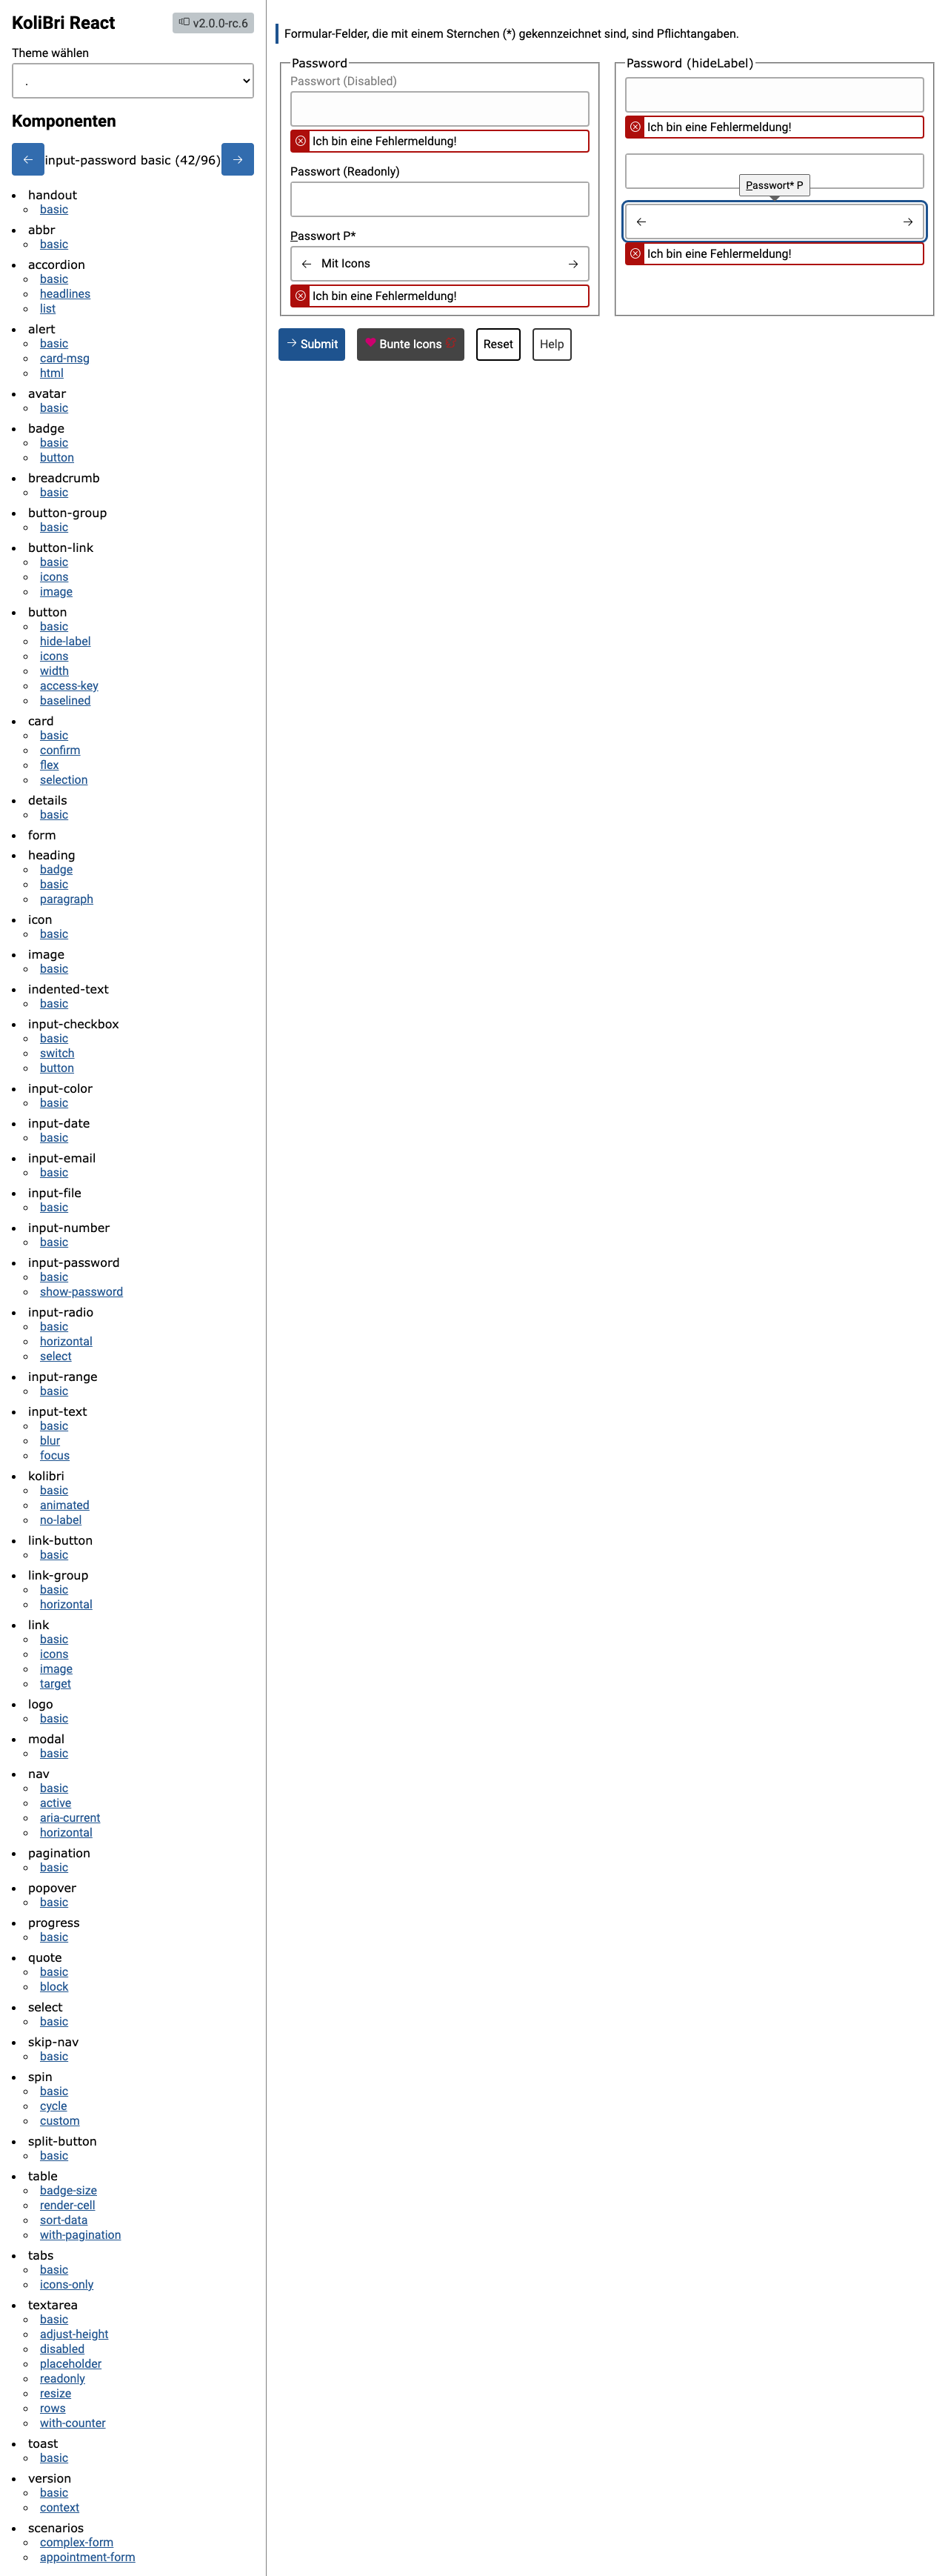 KoliBri React
v2.0.0-rc.6
Theme wählen
.
Komponenten
← input-password basic (42/96) →
handout
basic
abbr
basic
accordion
basic
headlines
list
alert
basic
card-msg
html
avatar
basic
badge
basic
button
breadcrumb
basic
button-group
basic
button-link
basic
icons
image
button
basic
hide-label
icons
width
access-key
baselined
card
basic
confirm
flex
selection
details
basic
form
heading
badge
basic
paragraph
icon
basic
image
basic
indented-text
basic
input-checkbox
basic
switch
button
input-color
basic
input-date
basic
input-email
basic
input-file
basic
input-number
basic
input-password
basic
show-password
input-radio
basic
horizontal
select
input-range
basic
input-text
basic
blur
focus
kolibri
basic
animated
no-label
link-button
basic
link-group
basic
horizontal
link
basic
icons
image
target
logo
basic
modal
basic
nav
basic
active
aria-current
horizontal
pagination
basic
popover
basic
progress
basic
quote
basic
block
select
basic
skip-nav
basic
spin
basic
cycle
custom
split-button
basic
table
badge-size
render-cell
sort-data
with-pagination
tabs
basic
icons-only
textarea
basic
adjust-height
disabled
placeholder
readonly
resize
rows
with-counter
toast
basic
version
basic
context
scenarios
complex-form
appointment-form
Formular-Felder, die mit einem Sternchen (*) gekennzeichnet sind, sind Pflichtangaben.
Password
Passwort (Disabled)
Ich bin eine Fehlermeldung!
Passwort (Readonly)
Passwort P*
← Mit Icons →
Ich bin eine Fehlermeldung!
Password (hideLabel)
Ich bin eine Fehlermeldung!
Passwort* P
← →
Ich bin eine Fehlermeldung!
→ Submit
Bunte Icons
Reset
Help